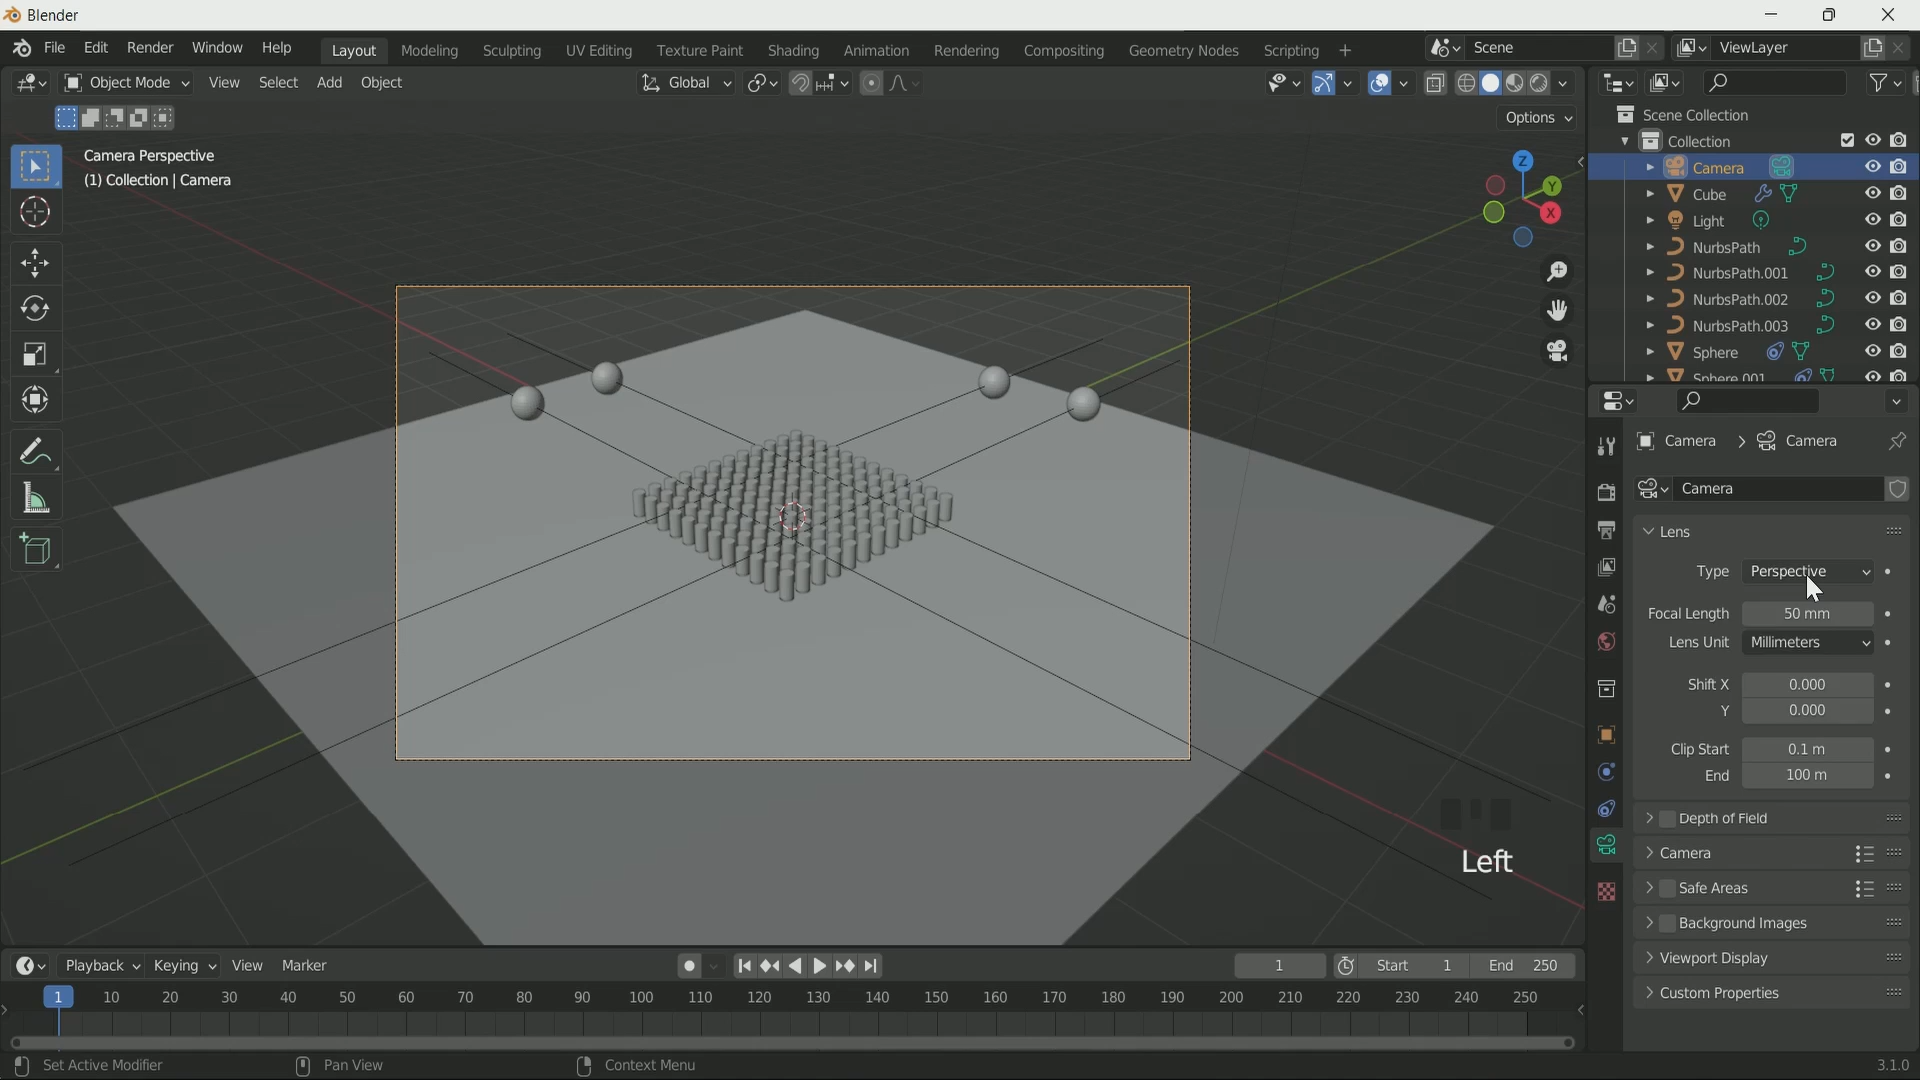 Blender
File Edit Render Window Help Layout Modeling Sculpting UV Editing Texture Paint Shading Animation Rendering Compositing Geometry Nodes Scripting + Scene ViewLayer
Object Mode View Select Add Object Global
Options
Camera Perspective
(1) Collection | Camera
Z
Y
X
Scene Collection
Collection
Camera
Cube
Light
NurbsPath
NurbsPath.001
NurbsPath.002
NurbsPath.003
Sphere
Sphere.001
Camera > Camera
Camera
Lens
Type Perspective
Focal Length 50 mm
Lens Unit Millimeters
Shift X 0.000
Y 0.000
Clip Start 0.1 m
End 100 m
Depth of Field
Camera
Safe Areas
Background Images
Viewport Display
Custom Properties
Left
Playback Keying View Marker 1 Start 1 End 250
1 10 20 30 40 50 60 70 80 90 100 110 120 130 140 150 160 170 180 190 200 210 220 230 240 250
Set Active Modifier Pan View Context Menu 3.1.0